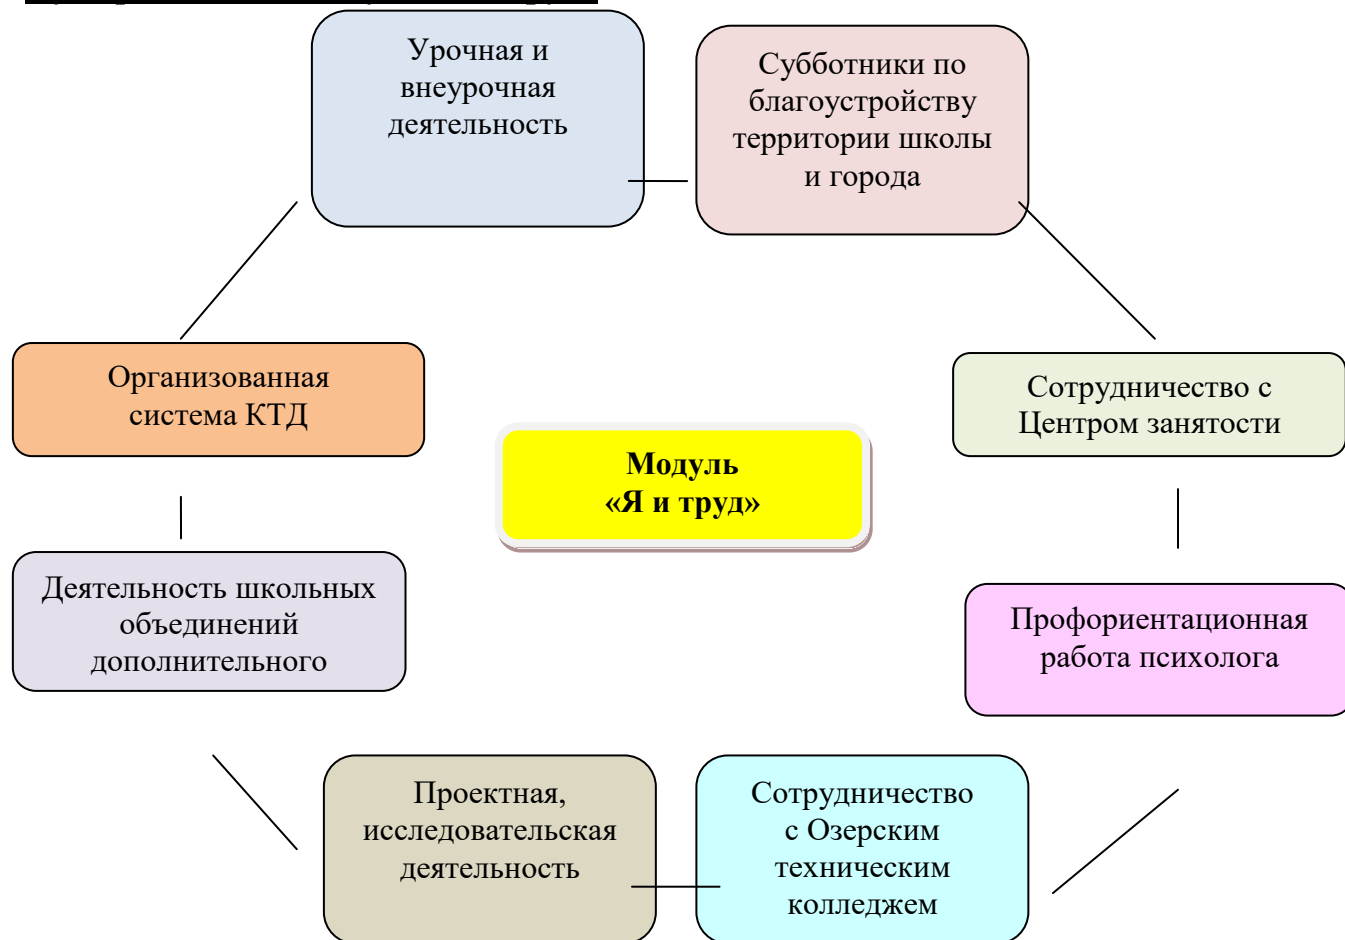 Урочная и
внеурочная
деятельность
Субботники по
благоустройству
территории школы
и города
Организованная
система КТД
Сотрудничество с
Центром занятости
Модуль
«Я и труд»
Деятельность школьных
объединений
дополнительного
Профориентационная
работа психолога
Проектная,
исследовательская
деятельность
Сотрудничество
с Озерским
техническим
колледжем